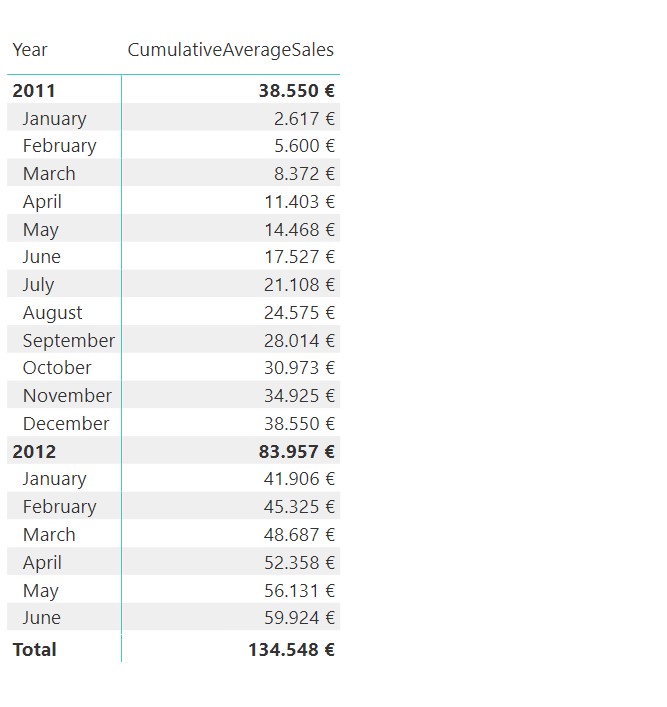 Year CumulativeAverageSales
2011 38.550 €
January 2.617 €
February 5.600 €
March 8.372 €
April 11.403 €
May 14.468 €
June 17.527 €
July 21.108 €
August 24.575 €
September 28.014 €
October 30.973 €
November 34.925 €
December 38.550 €
2012 83.957 €
January 41.906 €
February 45.325 €
March 48.687 €
April 52.358 €
May 56.131 €
June 59.924 €
Total 134.548 €